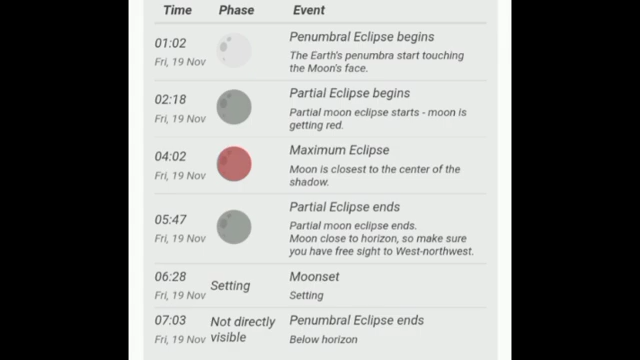 Time Phase Event
01:02
Fri, 19 Nov
Penumbral Eclipse begins
The Earth's penumbra start touching
the Moon's face.
02:18
Fri, 19 Nov
Partial Eclipse begins
Partial moon eclipse starts - moon is
getting red.
04:02
Fri, 19 Nov
Maximum Eclipse
Moon is closest to the center of the
shadow.
05:47
Fri, 19 Nov
Partial Eclipse ends
Partial moon eclipse ends.
Moon close to horizon, so make sure
you have free sight to West-northwest.
06:28
Fri, 19 Nov
Setting
Moonset
Setting
07:03
Fri, 19 Nov
Not directly
visible
Penumbral Eclipse ends
Below horizon